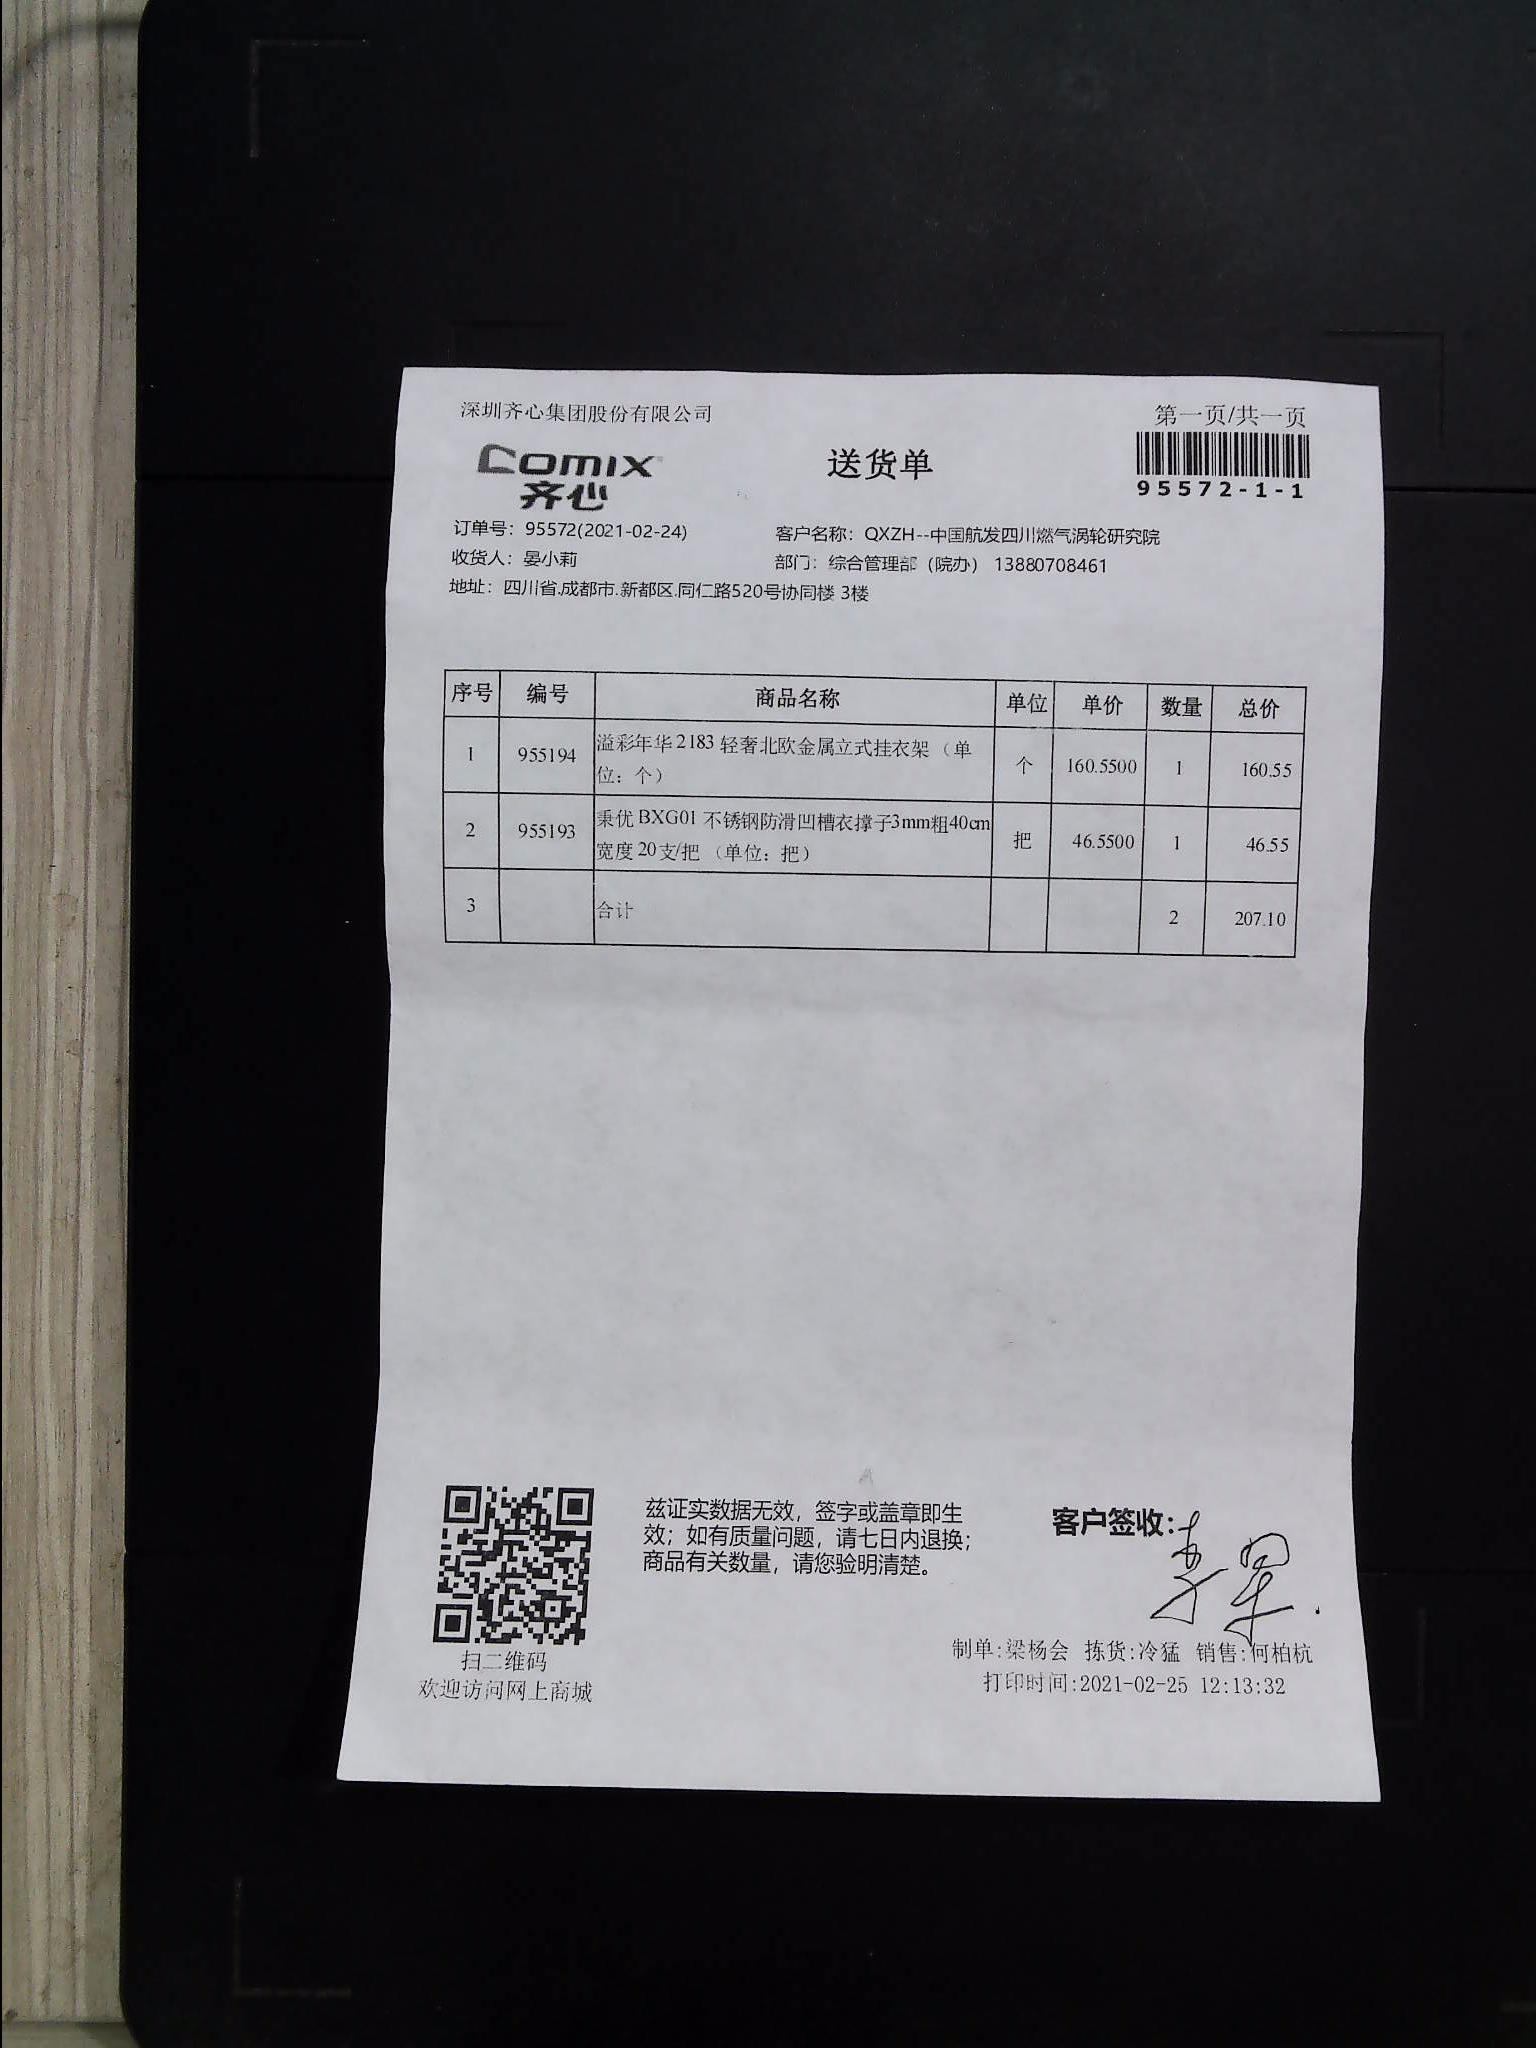 深圳齐心集团股份有限公司
第一页/共一页
COMIX
齐心
送货单
95572-1-1
订单号：95572(2021-02-24)
客户名称：QXZH--中国航发四川燃气涡轮研究院
收货人：晏小莉
部门：综合管理部（院办） 13880708461
地址：四川省.成都市.新都区.同仁路520号协同楼 3楼
序号 编号 商品名称 单位 单价 数量 总价
1 955194 溢彩年华 2183 轻奢北欧金属立式挂衣架 （单位：个） 个 160.5500 1 160.55
2 955193 秉优 BXG01 不锈钢防滑凹槽衣撑子3mm粗40cm宽度 20支/把 （单位：把） 把 46.5500 1 46.55
3 合计 2 207.10
兹证实数据无效，签字或盖章即生
效；如有质量问题，请七日内退换；
商品有关数量，请您验明清楚。
客户签收：
扫二维码
欢迎访问网上商城
制单:梁杨会 拣货:冷猛 销售:何柏杭
打印时间:2021-02-25 12:13:32